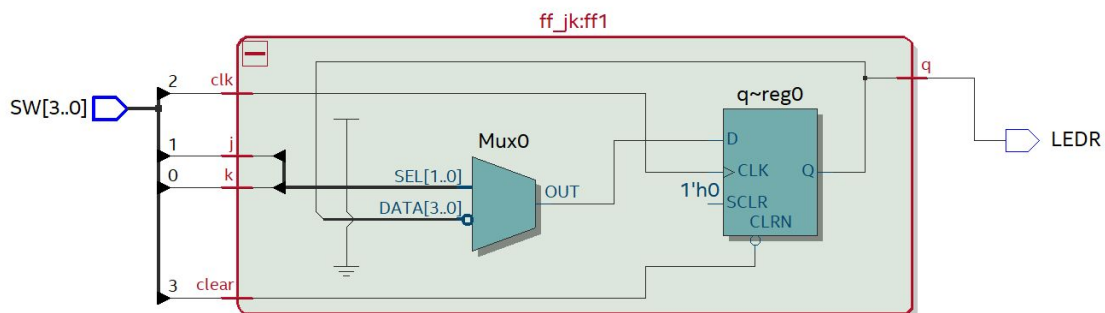 ff_jk:ff1
SW[3..0]
2
clk
1
j
0
k
3
clear
Mux0
SEL[1..0]
DATA[3..0]
OUT
q~reg0
D
CLK
1'h0
SCLR
CLRN
Q
q
LEDR